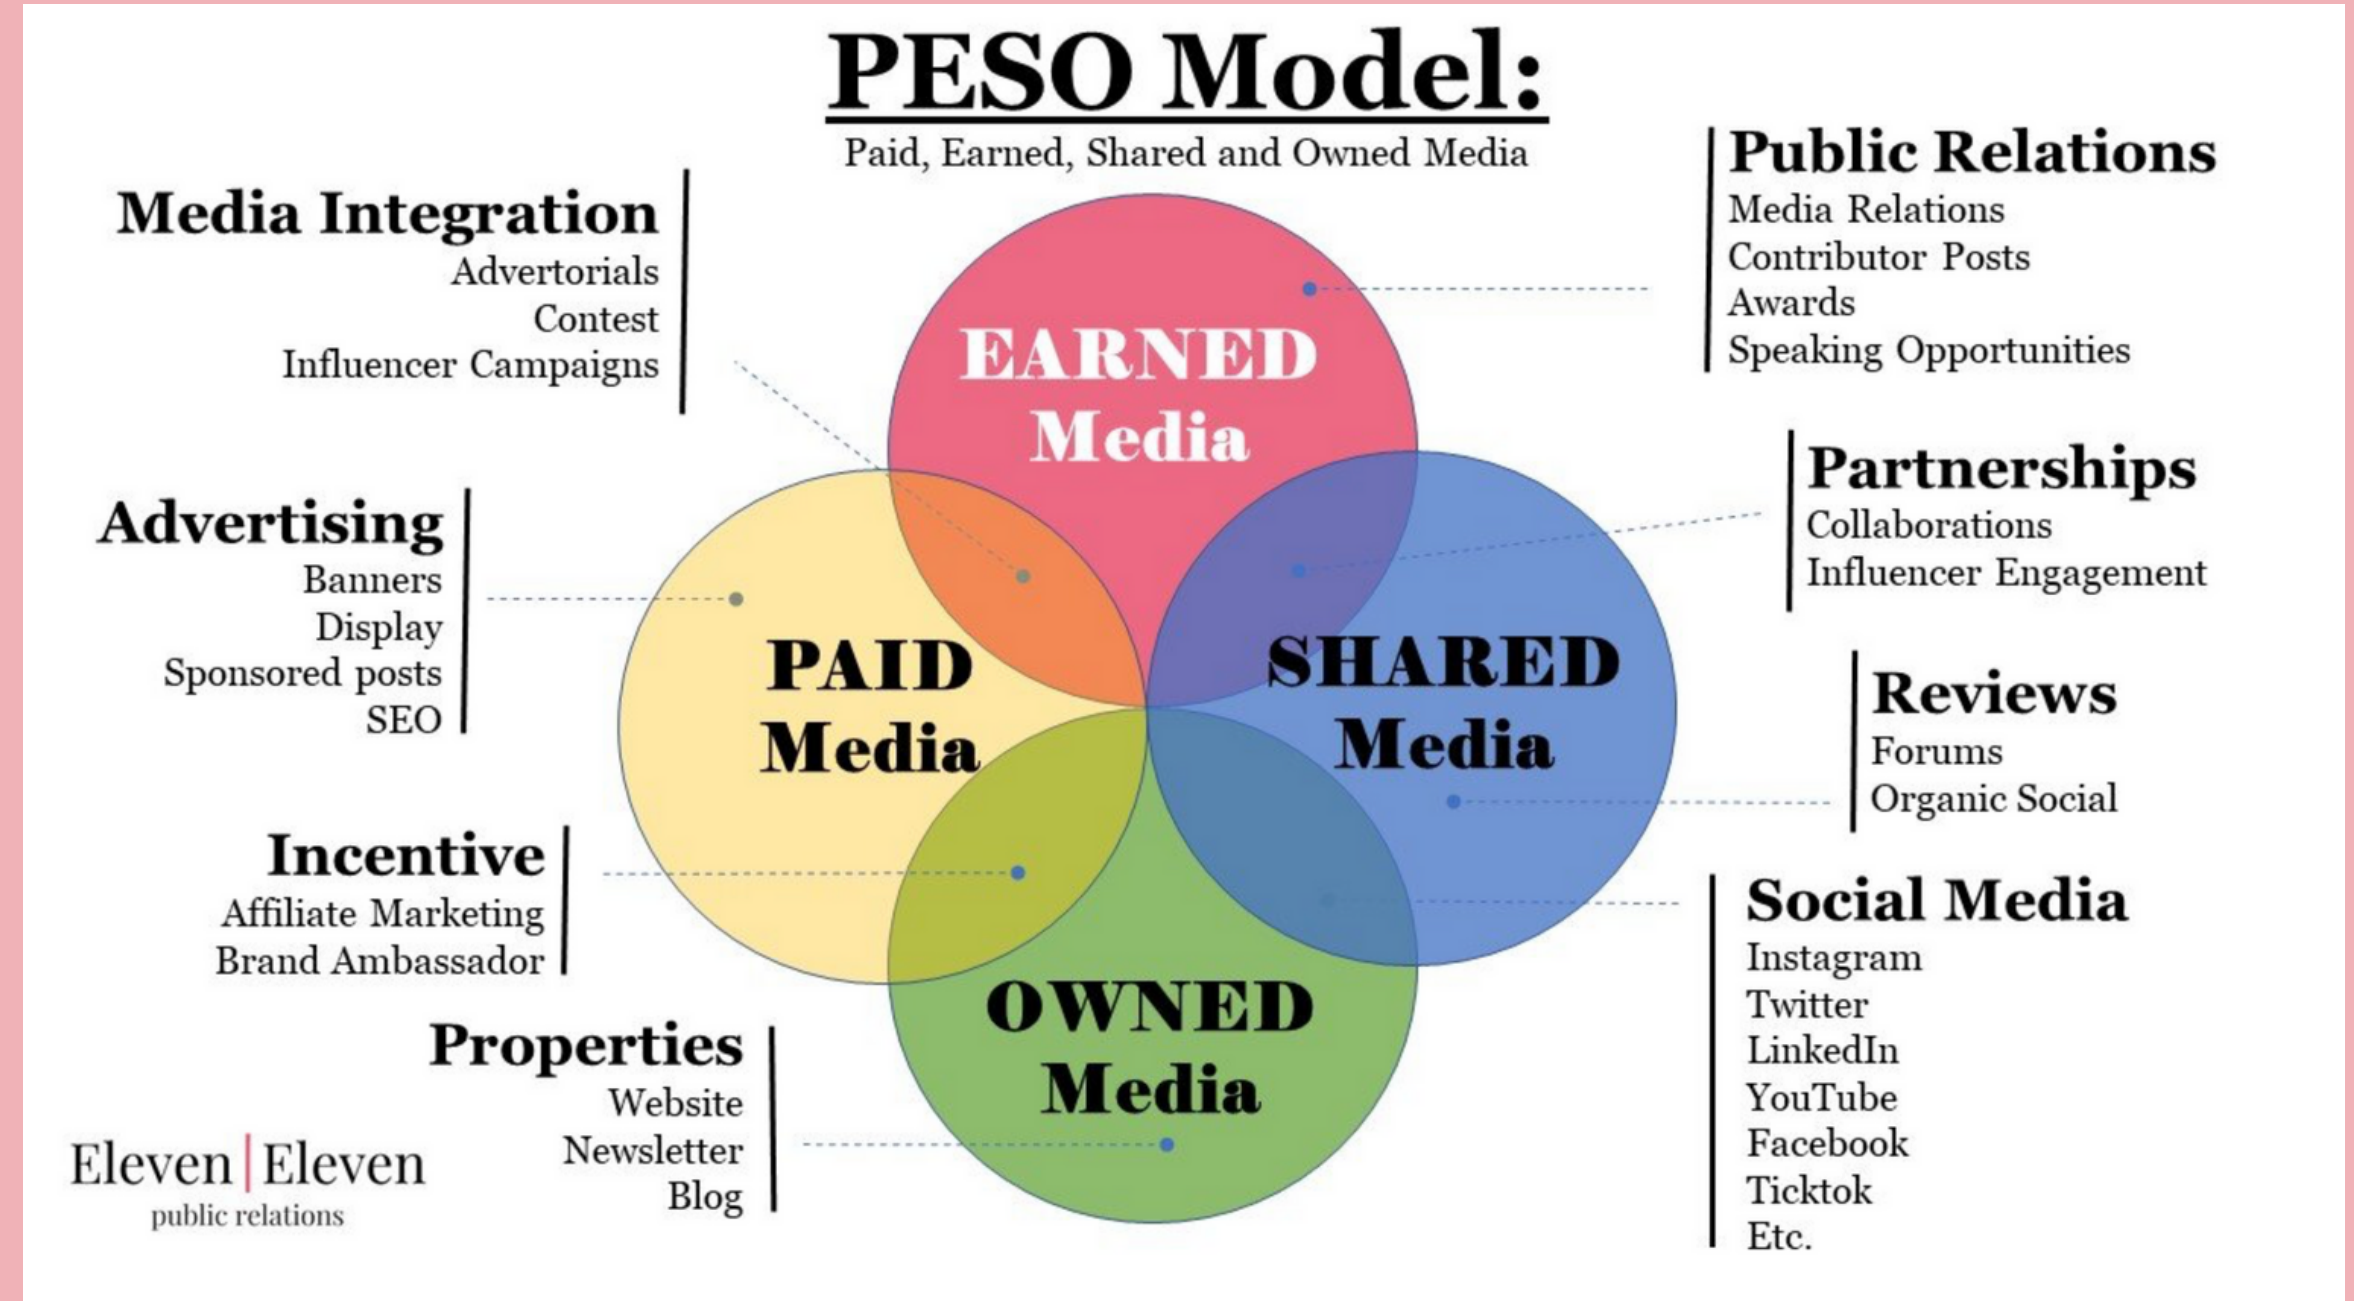 PESO Model:
Paid, Earned, Shared and Owned Media
Media Integration
Advertorials
Contest
Influencer Campaigns
Advertising
Banners
Display
Sponsored posts
SEO
Incentive
Affiliate Marketing
Brand Ambassador
Properties
Website
Newsletter
Blog
EARNED
Media
PAID
Media
SHARED
Media
OWNED
Media
Public Relations
Media Relations
Contributor Posts
Awards
Speaking Opportunities
Partnerships
Collaborations
Influencer Engagement
Reviews
Forums
Organic Social
Social Media
Instagram
Twitter
LinkedIn
YouTube
Facebook
Ticktok
Etc.
Eleven|Eleven
public relations